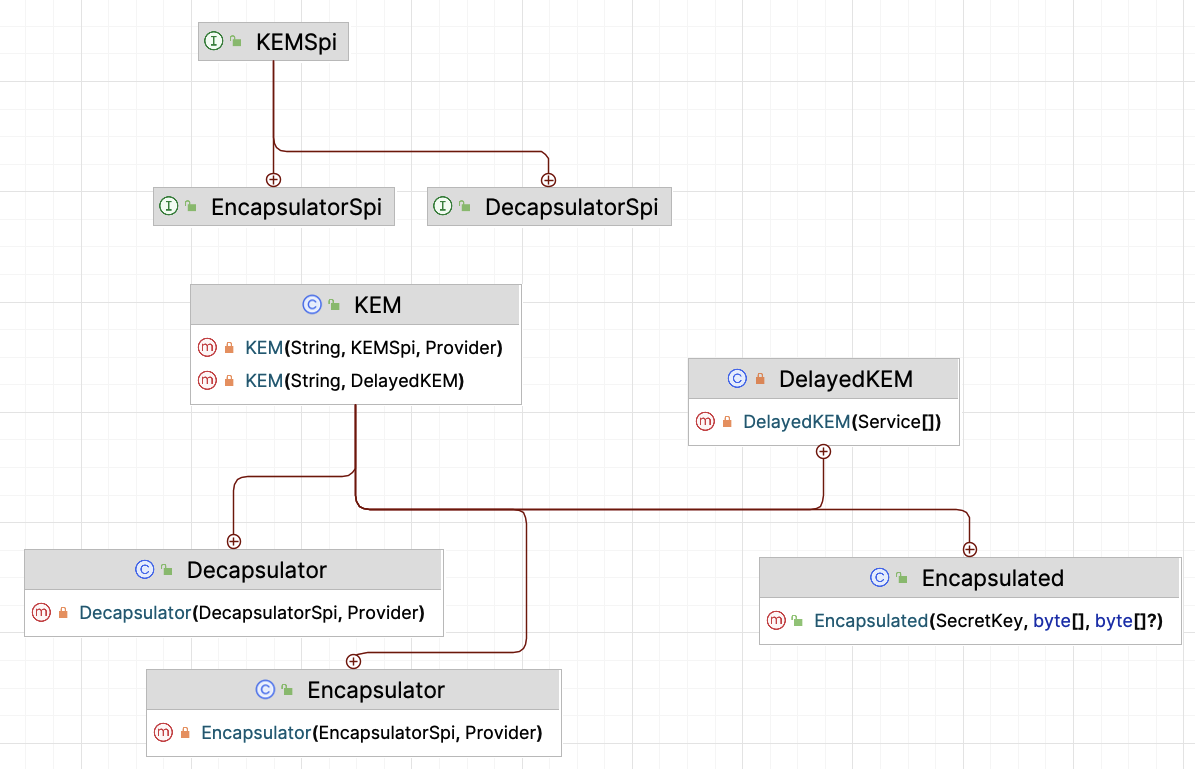 KEMSpi
EncapsulatorSpi
DecapsulatorSpi
KEM
KEM(String, KEMSpi, Provider)
KEM(String, DelayedKEM)
DelayedKEM
DelayedKEM(Service[])
Decapsulator
Decapsulator(DecapsulatorSpi, Provider)
Encapsulated
Encapsulated(SecretKey, byte[], byte[]?)
Encapsulator
Encapsulator(EncapsulatorSpi, Provider)